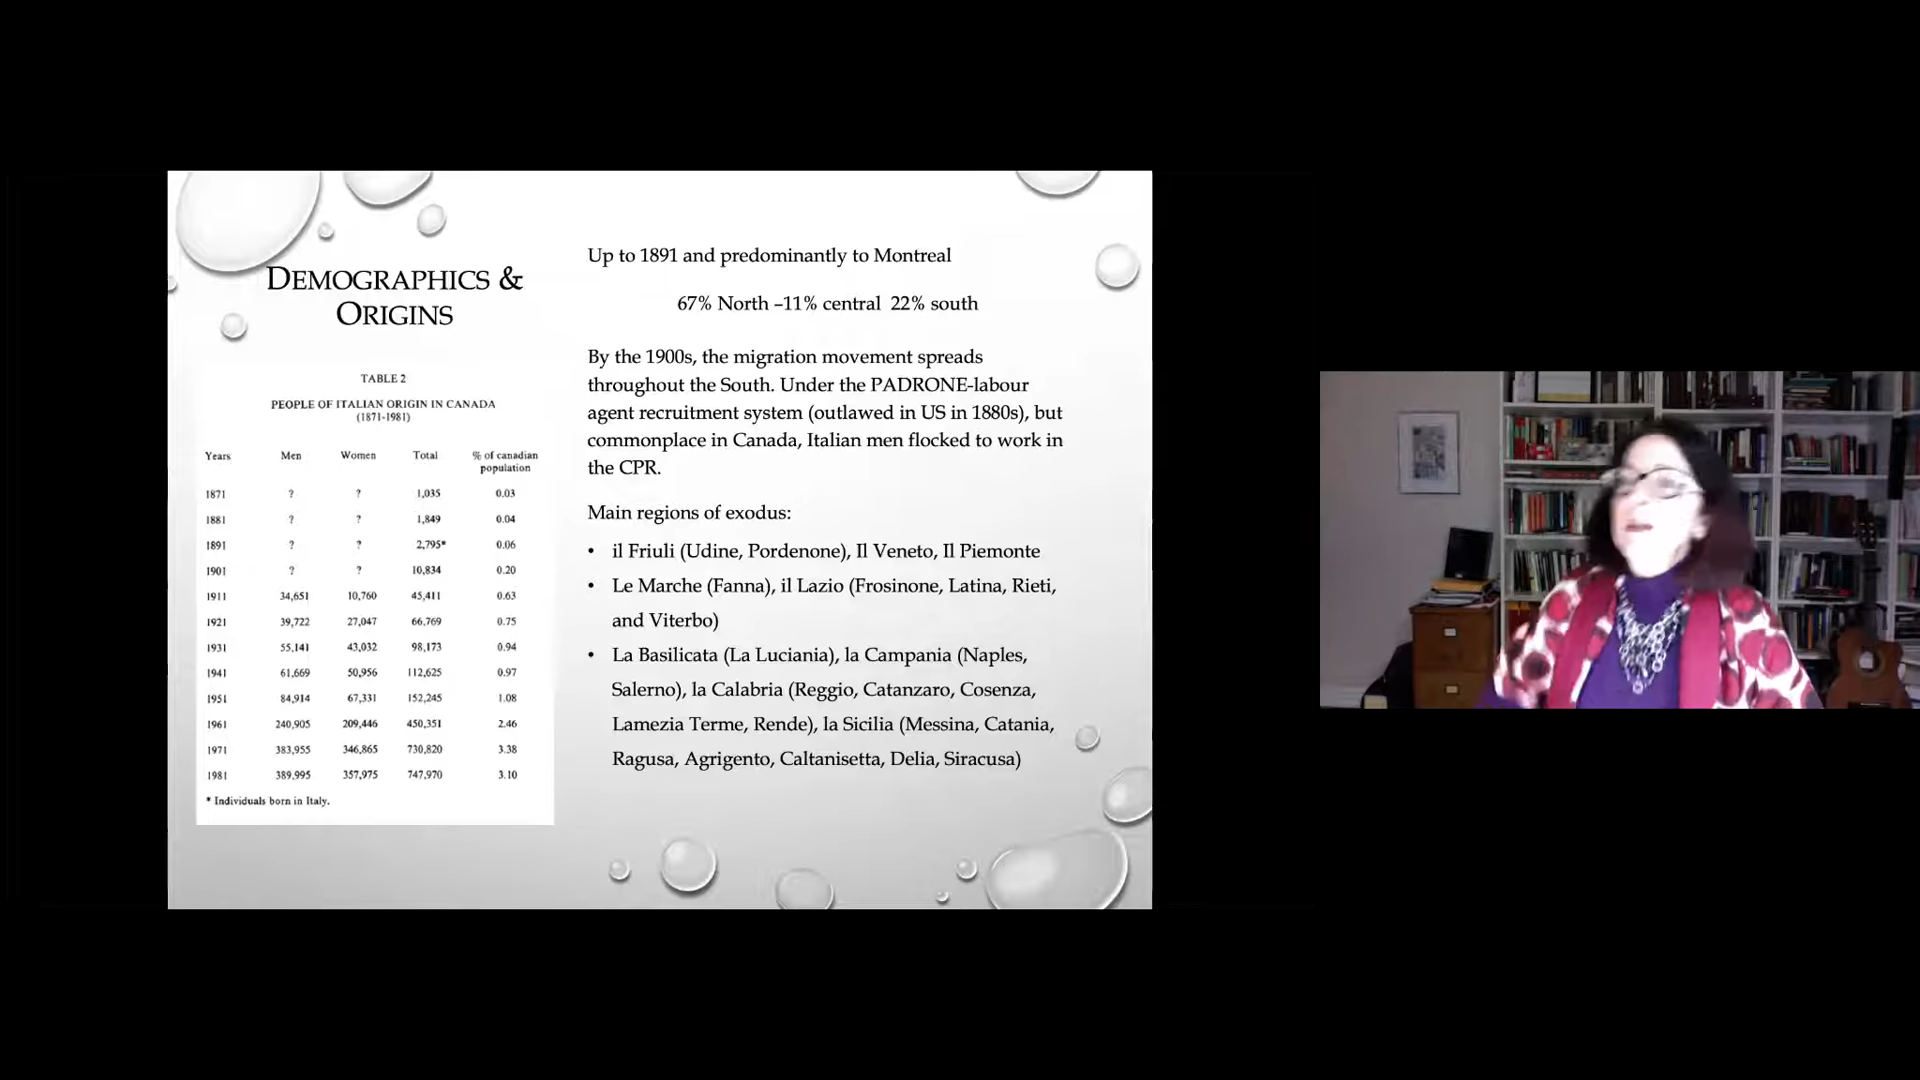 DEMOGRAPHICS &
ORIGINS
TABLE 2
PEOPLE OF ITALIAN ORIGIN IN CANADA
(1871-1981)
Years Men Women Total % of canadian population
1871 ? ? 1,035 0.03
1881 ? ? 1,849 0.04
1891 ? ? 2,795* 0.06
1901 ? ? 10,834 0.20
1911 34,651 10,760 45,411 0.63
1921 39,722 27,047 66,769 0.75
1931 55,141 43,032 98,173 0.94
1941 61,669 50,956 112,625 0.97
1951 84,914 67,331 152,245 1.08
1961 240,905 209,446 450,351 2.46
1971 383,955 346,865 730,820 3.38
1981 389,995 357,975 747,970 3.10
* Individuals born in Italy.
Up to 1891 and predominantly to Montreal
67% North –11% central 22% south
By the 1900s, the migration movement spreads
throughout the South. Under the PADRONE-labour
agent recruitment system (outlawed in US in 1880s), but
commonplace in Canada, Italian men flocked to work in
the CPR.
Main regions of exodus:
• il Friuli (Udine, Pordenone), Il Veneto, Il Piemonte
• Le Marche (Fanna), il Lazio (Frosinone, Latina, Rieti,
and Viterbo)
• La Basilicata (La Luciania), la Campania (Naples,
Salerno), la Calabria (Reggio, Catanzaro, Cosenza,
Lamezia Terme, Rende), la Sicilia (Messina, Catania,
Ragusa, Agrigento, Caltanisetta, Delia, Siracusa)